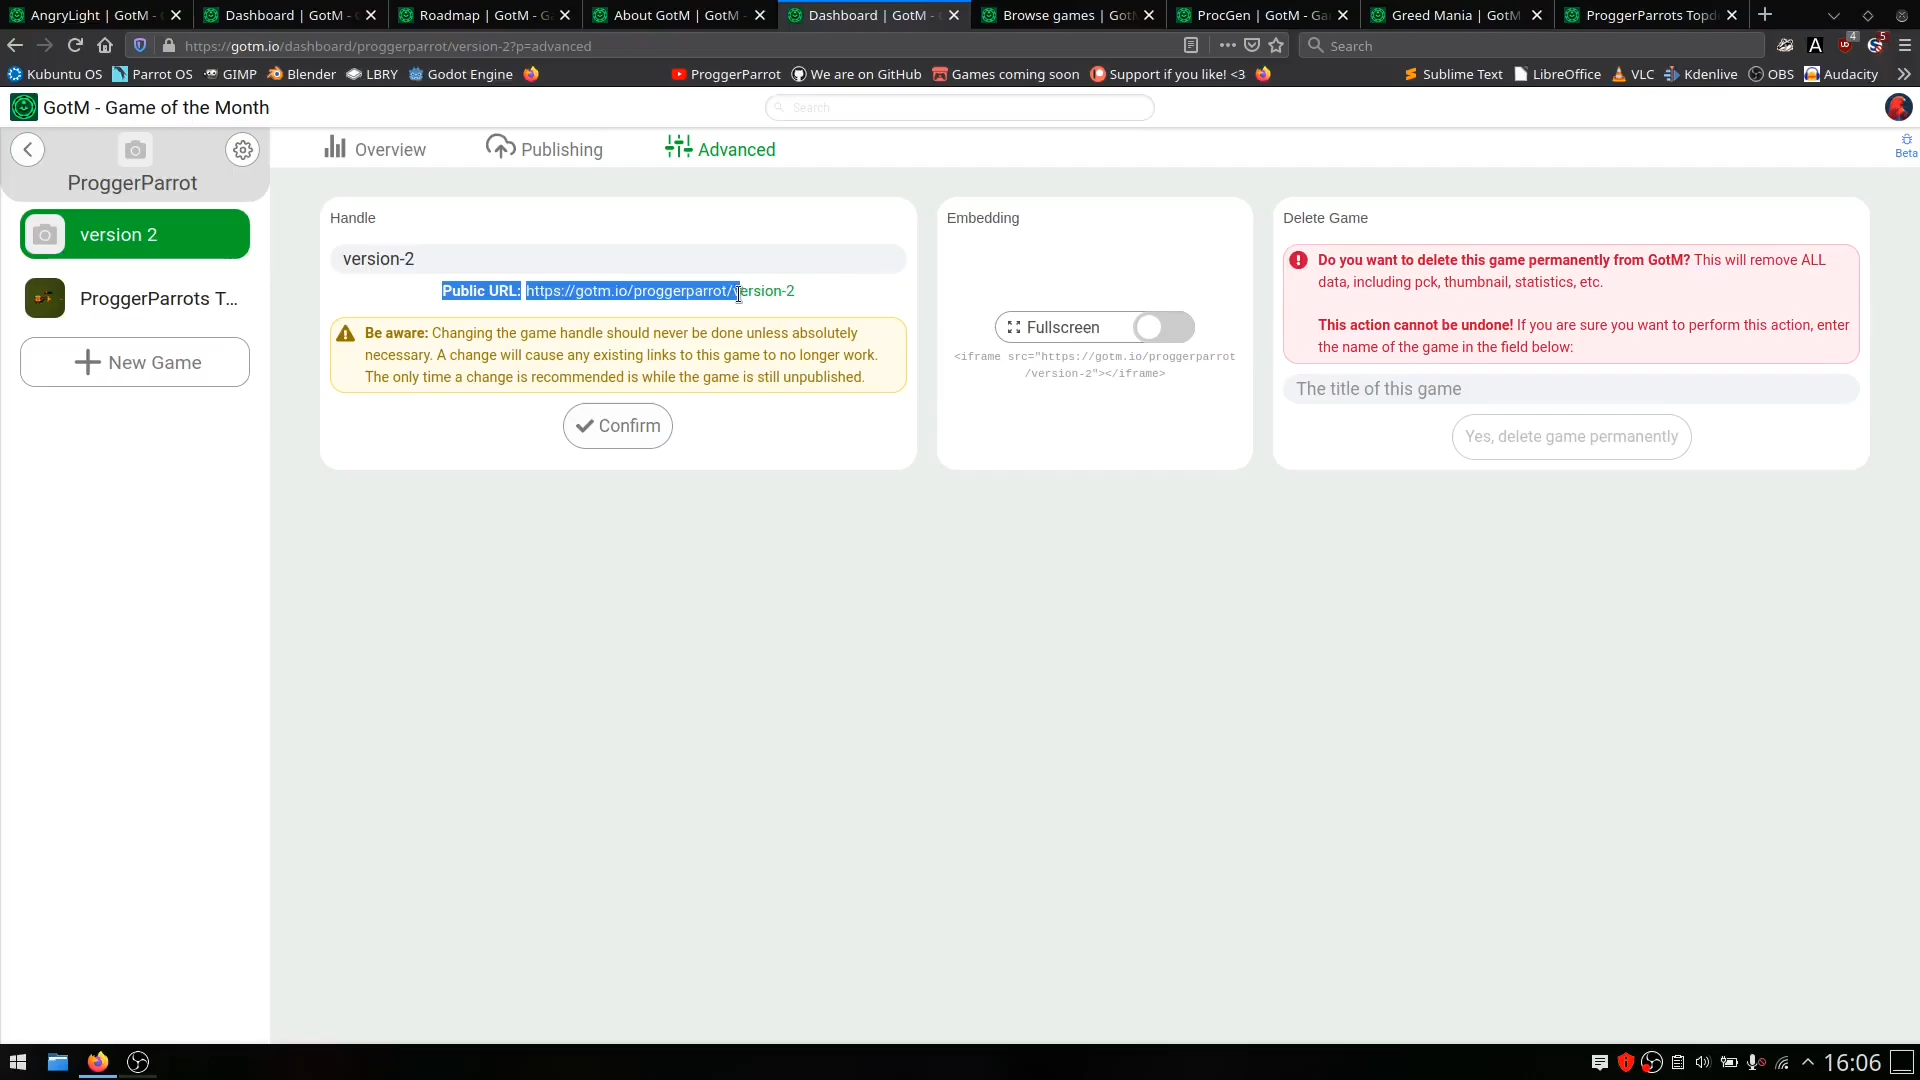 AngryLight | GotM -
Dashboard | GotM -
Roadmap | GotM - G
About GotM | GotM -
Dashboard | GotM -
Browse games | Got
ProcGen | GotM - Ga
Greed Mania | GotM
ProggerParrots Topd
https://gotm.io/dashboard/proggerparrot/version-2?p=advanced
Search
4
5
Kubuntu OS
Parrot OS
GIMP
Blender
LBRY
Godot Engine
ProggerParrot
We are on GitHub
Games coming soon
Support if you like! <3
Sublime Text
LibreOffice
VLC
Kdenlive
OBS
Audacity
GotM - Game of the Month
Search
Overview
Publishing
Advanced
Beta
ProggerParrot
version 2
ProggerParrots T...
New Game
Handle
version-2
Public URL: https://gotm.io/proggerparrot/version-2
Be aware: Changing the game handle should never be done unless absolutely
necessary. A change will cause any existing links to this game to no longer work.
The only time a change is recommended is while the game is still unpublished.
Confirm
Embedding
Fullscreen
<iframe src="https://gotm.io/proggerparrot
/version-2"></iframe>
Delete Game
Do you want to delete this game permanently from GotM? This will remove ALL
data, including pck, thumbnail, statistics, etc.
This action cannot be undone! If you are sure you want to perform this action, enter
the name of the game in the field below:
The title of this game
Yes, delete game permanently
16:06